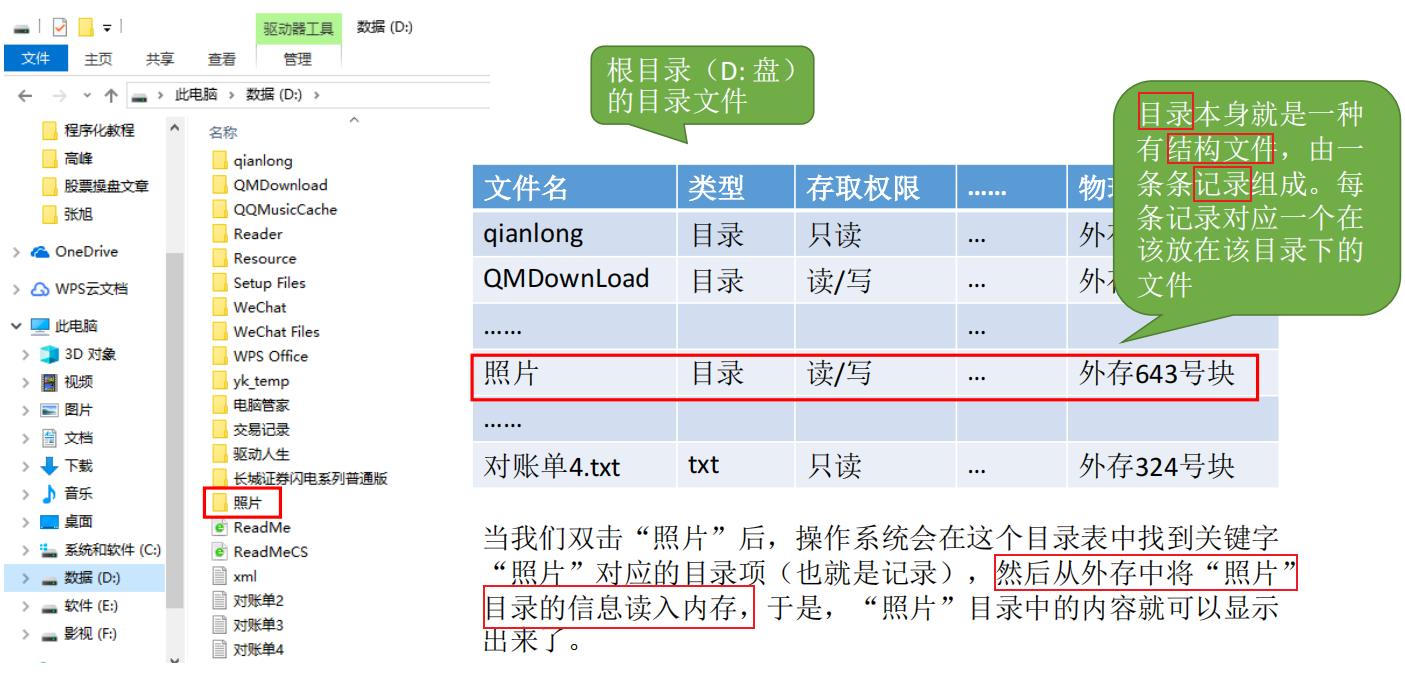 驱动器工具
数据 (D:)
文件
主页
共享
查看
管理
此电脑 > 数据 (D:) >
程序化教程
高峰
股票操盘文章
张旭
OneDrive
WPS云文档
此电脑
3D 对象
视频
图片
文档
下载
音乐
桌面
系统和软件 (C:)
数据 (D:)
软件 (E:)
影视 (F:)
名称
qianlong
QMDownload
QQMusicCache
Reader
Resource
Setup Files
WeChat
WeChat Files
WPS Office
yk_temp
电脑管家
交易记录
驱动人生
长城证券闪电系列普通版
照片
ReadMe
ReadMeCS
xml
对账单2
对账单3
对账单4
根目录（D: 盘）
的目录文件
目录本身就是一种
有结构文件，由一
条条记录组成。每
条记录对应一个在
该放在该目录下的
文件
文件名 类型 存取权限 …… 物
qianlong 目录 只读 … 外存
QMDownLoad 目录 读/写 … 外
…… …
照片 目录 读/写 … 外存643号块
……
对账单4.txt txt 只读 … 外存324号块
当我们双击“照片”后，操作系统会在这个目录表中找到关键字
“照片”对应的目录项（也就是记录），然后从外存中将“照片”
目录的信息读入内存，于是，“照片”目录中的内容就可以显示
出来了。